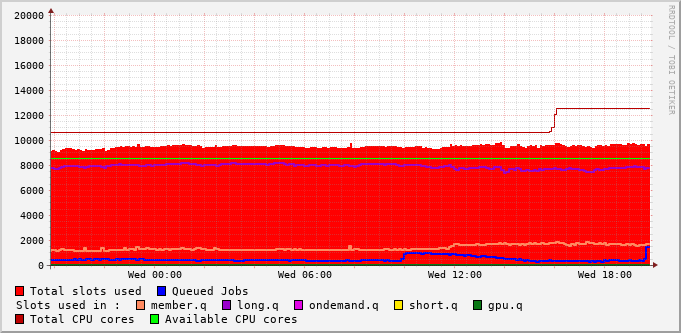 20000
18000
16000
14000
12000
10000
8000
6000
4000
2000
0
Wed 00:00 Wed 06:00 Wed 12:00 Wed 18:00
RRDTOOL / TOBI OETIKER
Total slots used Queued Jobs
Slots used in : member.q long.q ondemand.q short.q gpu.q
Total CPU cores Available CPU cores